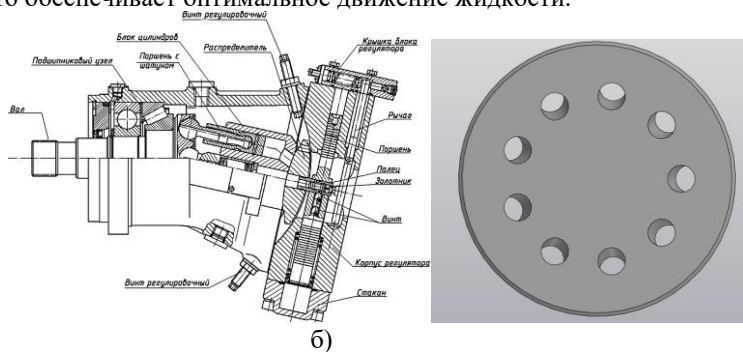 то обеспечивает оптимальное движение жидкости.
Винт регулировочный
Блок цилиндров
Распределитель
Крышка блока
регулятора
Поршень с
шатуном
Подшипниковый узел
Вал
Рычаг
Поршень
Палец
Золотник
Винт
Корпус регулятора
Винт регулировочный
Стакан
б)